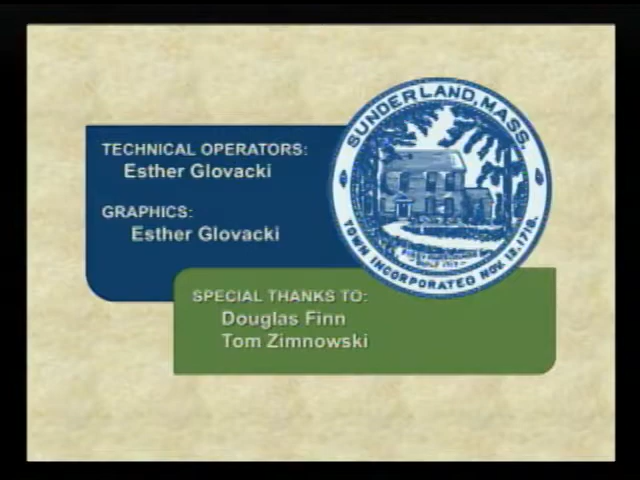 TECHNICAL OPERATORS:
Esther Glovacki
GRAPHICS:
Esther Glovacki
SPECIAL THANKS TO:
Douglas Finn
Tom Zimnowski
SUNDERLAND, MASS.
TOWN INCORPORATED NOV. 12, 1718.